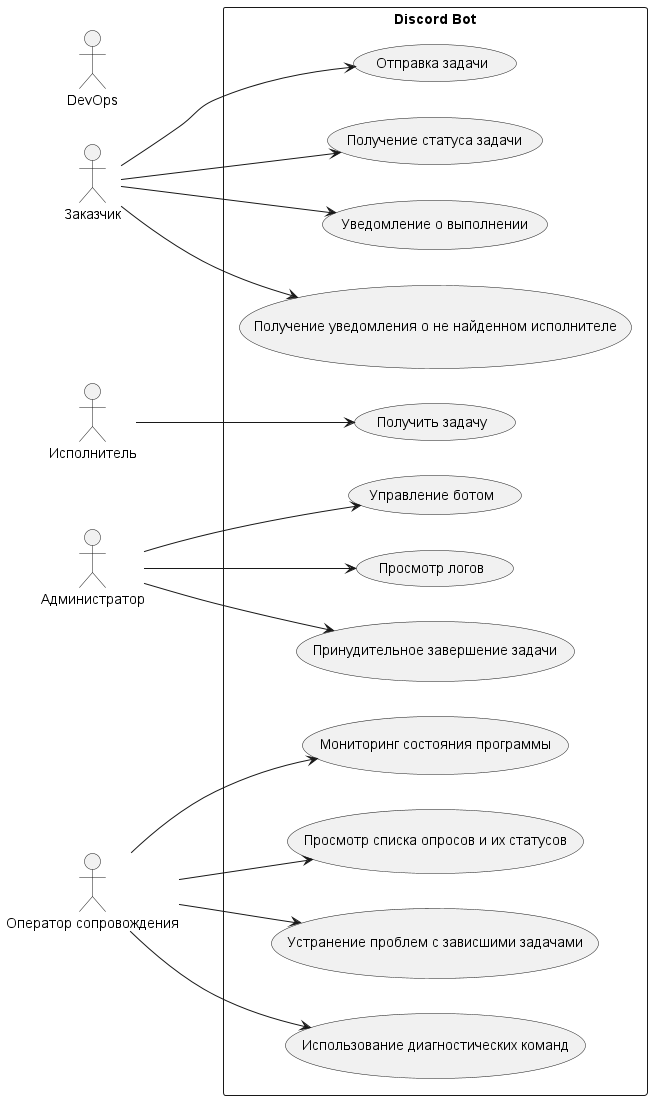 Discord Bot
DevOps
Отправка задачи
Получение статуса задачи
Заказчик
Уведомление о выполнении
Получение уведомления о не найденном исполнителе
Получить задачу
Исполнитель
Управление ботом
Просмотр логов
Администратор
Принудительное завершение задачи
Мониторинг состояния программы
Просмотр списка опросов и их статусов
Оператор сопровождения
Устранение проблем с зависшими задачами
Использование диагностических команд